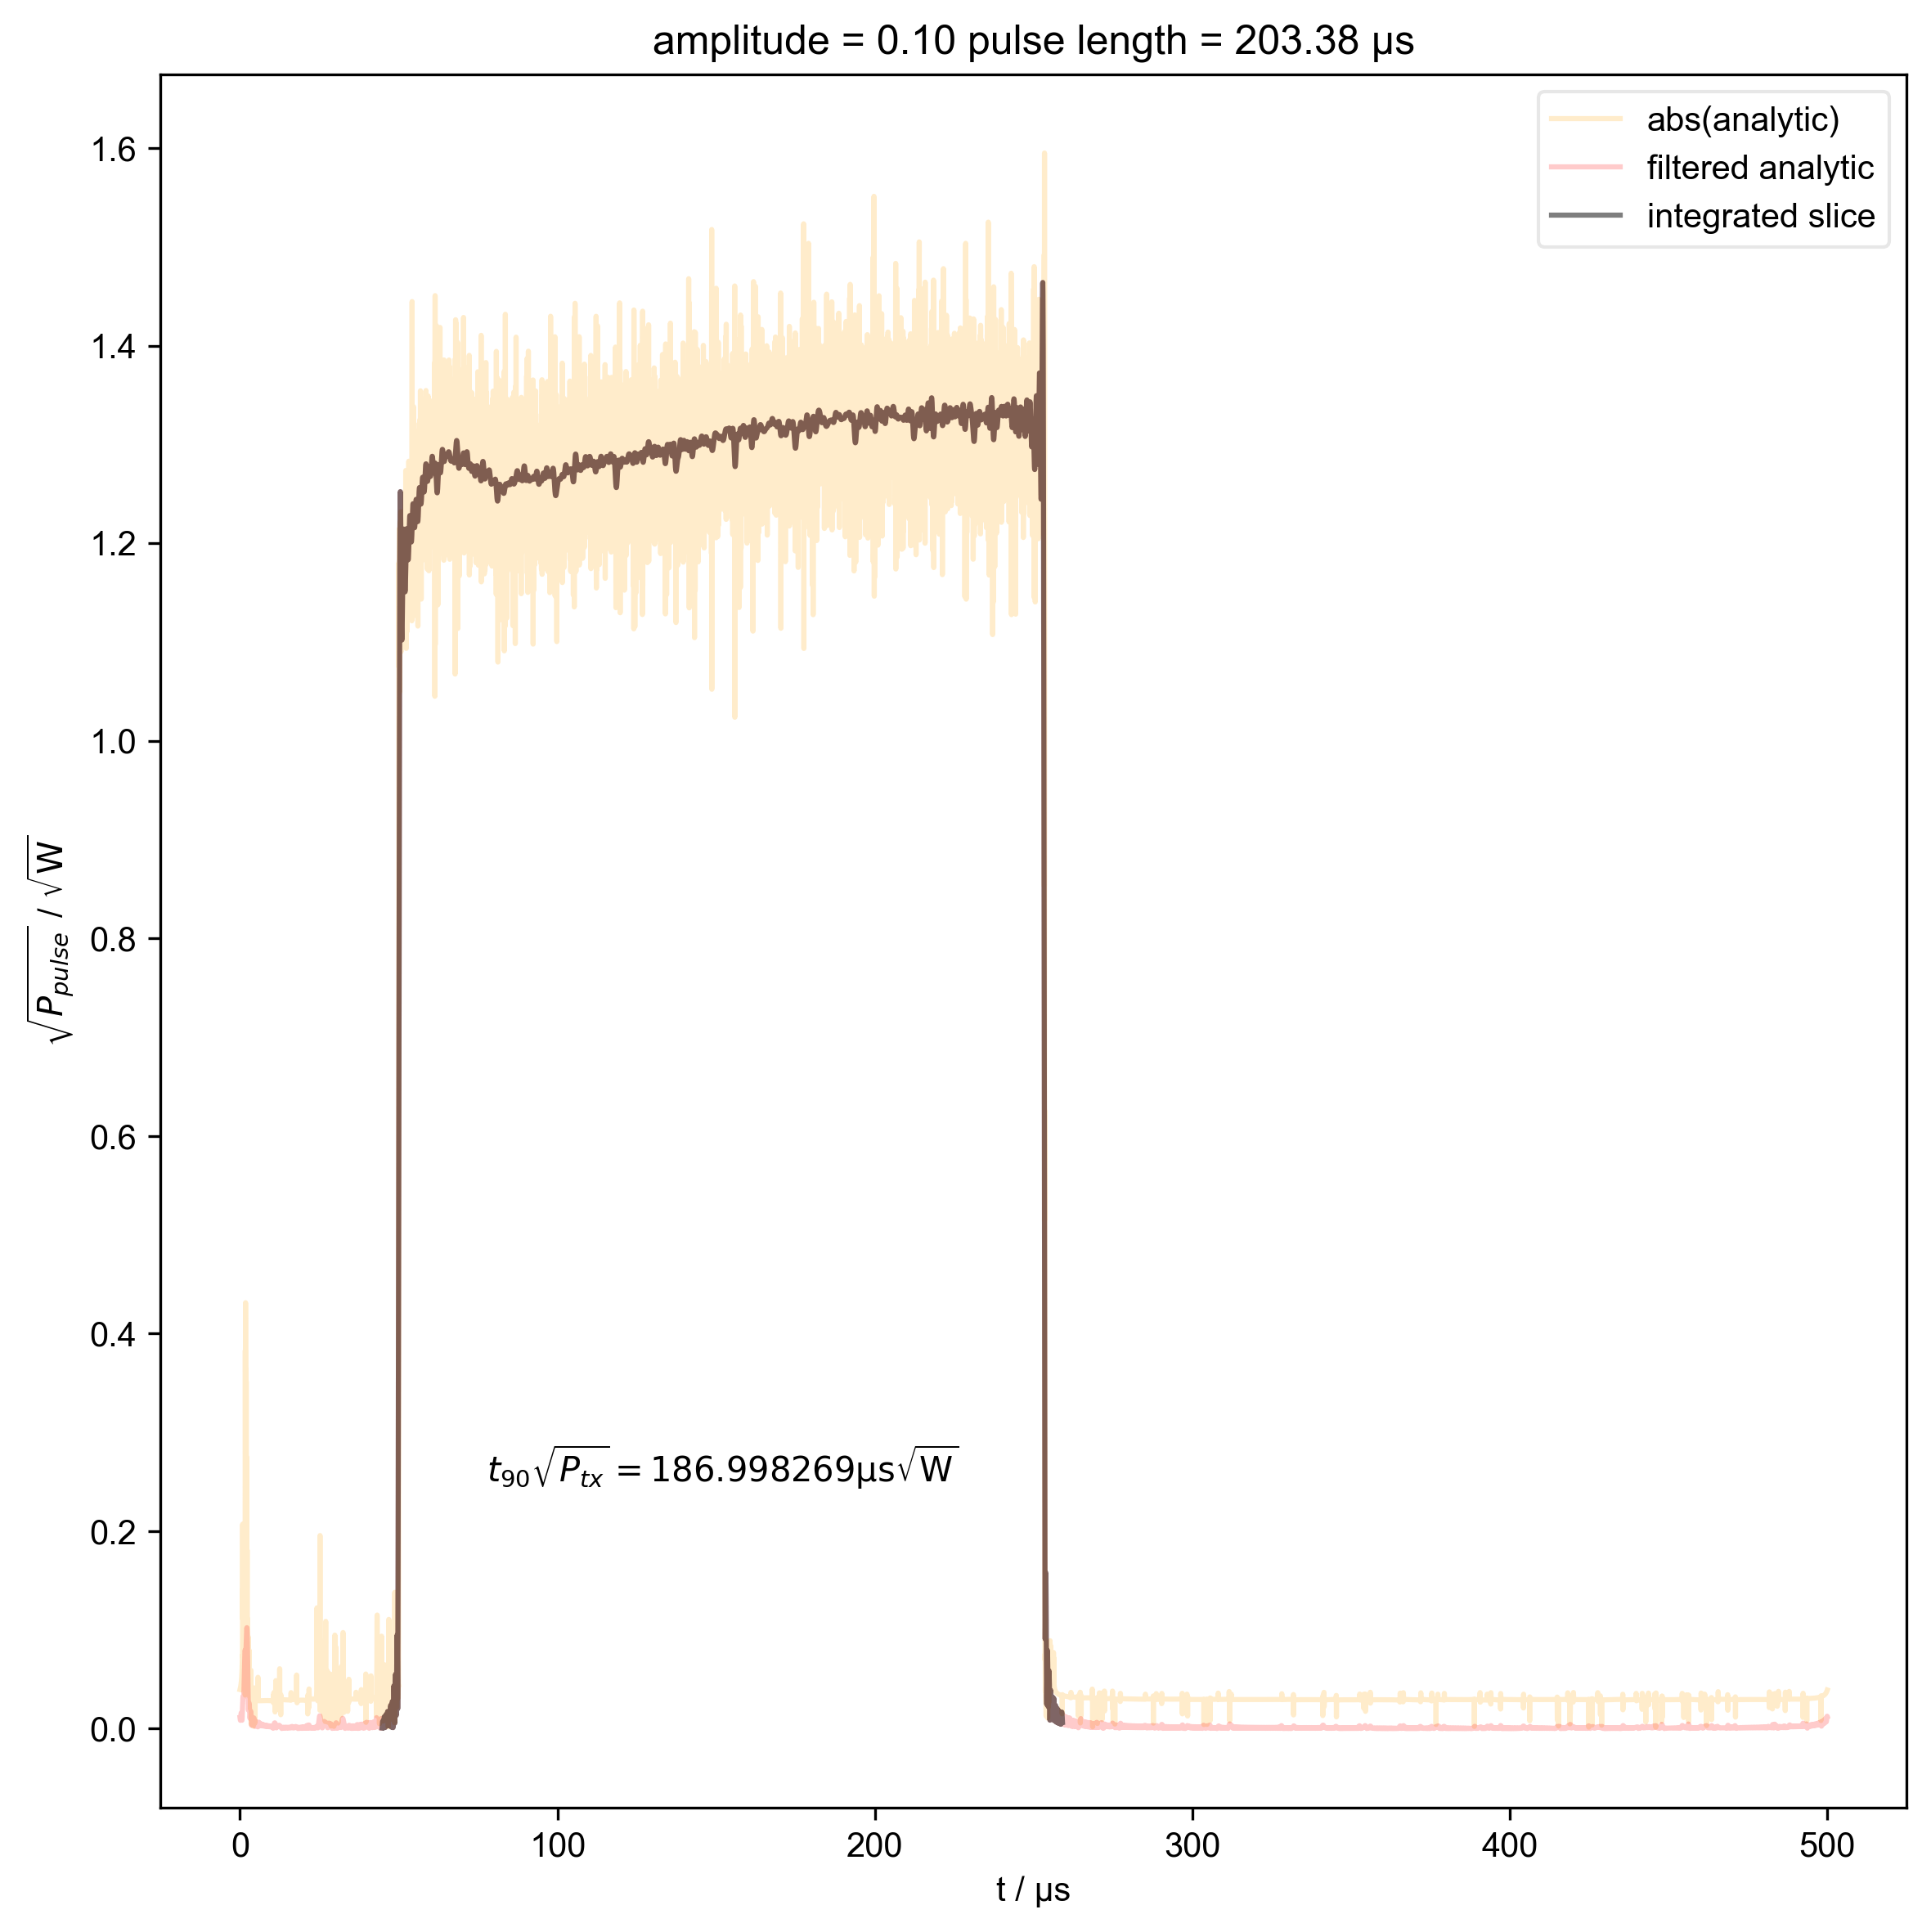 amplitude = 0.10 pulse length = 203.38 µs
abs(analytic)
filtered analytic
integrated slice
1.6
1.4
1.2
1.0
0.8
0.6
0.4
0.2
0.0
√P_pulse / √W
t₉₀√P_tx = 186.998269µs√W
0 100 200 300 400 500
t / µs